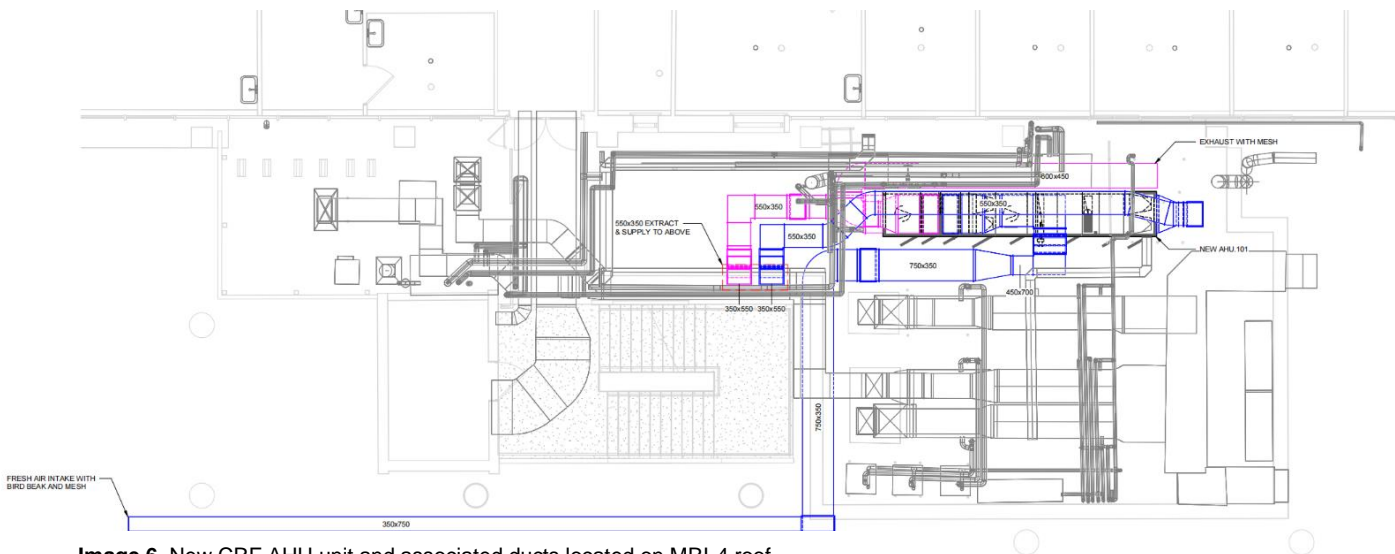 EXHAUST WITH MESH
600x450
550x350
550x350
550x350 EXTRACT
& SUPPLY TO ABOVE
550x350
NEW AHU.101
750x350
450x700
350x550
350x550
750x350
FRESH AIR INTAKE WITH
BIRD BEAK AND MESH
350x750
Image 6. New CRF AHU unit and associated ducts located on MRI-4 roof